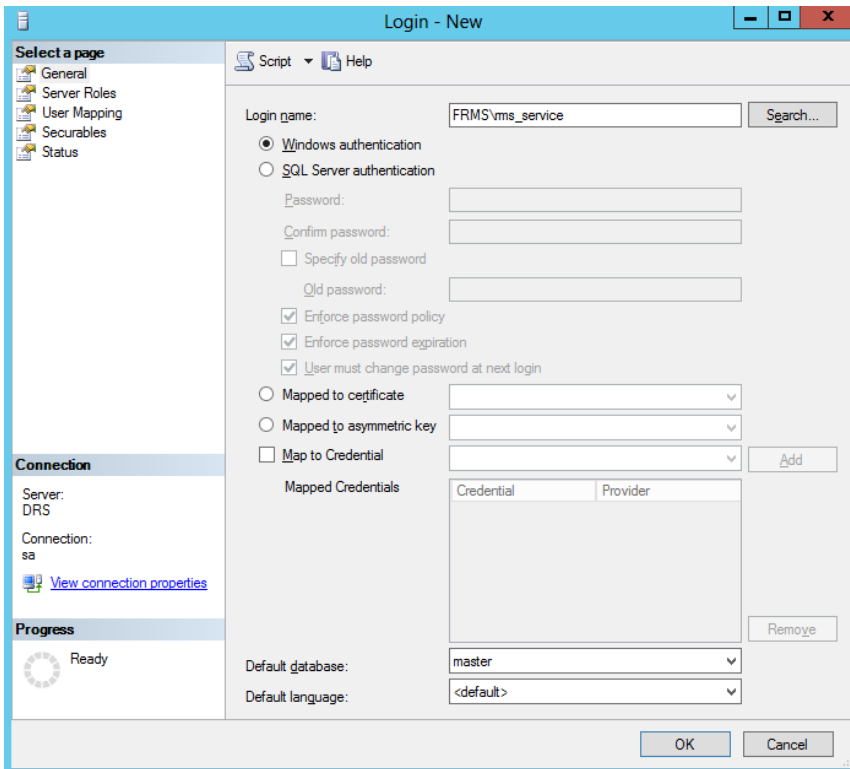 Login - New
Select a page
General
Server Roles
User Mapping
Securables
Status
Connection
Server:
DRS
Connection:
sa
View connection properties
Progress
Ready
Script Help
Login name: FRMS\rms_service Search...
Windows authentication
SQL Server authentication
Password:
Confirm password:
Specify old password
Old password:
Enforce password policy
Enforce password expiration
User must change password at next login
Mapped to certificate
Mapped to asymmetric key
Map to Credential Add
Mapped Credentials Credential Provider
Remove
Default database: master
Default language: <default>
OK Cancel